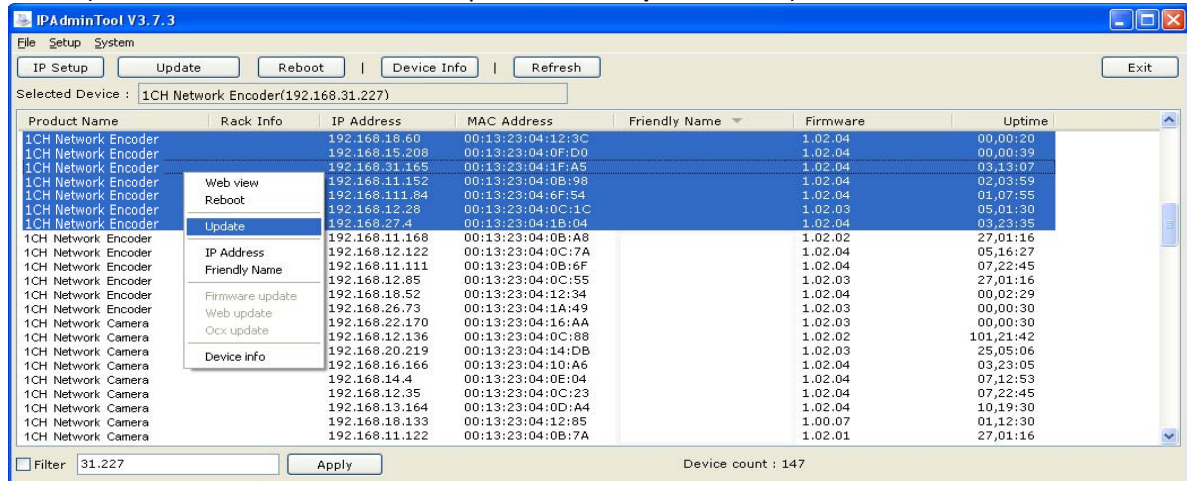 IPAdminTool V3.7.3
File Setup System
IP Setup Update Reboot | Device Info | Refresh Exit
Selected Device : 1CH Network Encoder(192.168.31.227)
Product Name Rack Info IP Address MAC Address Friendly Name Firmware Uptime
1CH Network Encoder 192.168.18.60 00:13:23:04:12:3C 1.02.04 00,00:20
1CH Network Encoder 192.168.15.208 00:13:23:04:0F:D0 1.02.04 00,00:39
1CH Network Encoder 192.168.31.165 00:13:23:04:1F:A5 1.02.04 03,13:07
1CH Network Encoder Web view 192.168.11.152 00:13:23:04:0B:98 1.02.04 02,03:59
1CH Network Encoder Reboot 192.168.111.84 00:13:23:04:6F:54 1.02.04 01,07:55
1CH Network Encoder 192.168.12.28 00:13:23:04:0C:1C 1.02.03 05,01:30
1CH Network Encoder Update 192.168.27.4 00:13:23:04:1B:04 1.02.04 03,23:35
1CH Network Encoder 192.168.11.168 00:13:23:04:0B:A8 1.02.02 27,01:16
1CH Network Encoder IP Address 192.168.12.122 00:13:23:04:0C:7A 1.02.04 05,16:27
1CH Network Encoder Friendly Name 192.168.11.111 00:13:23:04:0B:6F 1.02.04 07,22:45
1CH Network Encoder 192.168.12.85 00:13:23:04:0C:55 1.02.03 27,01:16
1CH Network Encoder Firmware update 192.168.18.52 00:13:23:04:12:34 1.02.04 00,02:29
1CH Network Encoder Web update 192.168.26.73 00:13:23:04:1A:49 1.02.03 00,00:30
1CH Network Camera Ocx update 192.168.22.170 00:13:23:04:16:AA 1.02.03 00,00:30
1CH Network Camera 192.168.12.136 00:13:23:04:0C:88 1.02.02 101,21:42
1CH Network Camera Device info 192.168.20.219 00:13:23:04:14:DB 1.02.03 25,05:06
1CH Network Camera 192.168.16.166 00:13:23:04:10:A6 1.02.04 03,23:05
1CH Network Camera 192.168.14.4 00:13:23:04:0E:04 1.02.04 07,12:53
1CH Network Camera 192.168.12.35 00:13:23:04:0C:23 1.02.04 07,22:45
1CH Network Camera 192.168.13.164 00:13:23:04:0D:A4 1.02.04 10,19:30
1CH Network Camera 192.168.18.133 00:13:23:04:12:85 1.00.07 01,12:30
1CH Network Camera 192.168.11.122 00:13:23:04:0B:7A 1.02.01 27,01:16
Filter 31.227 Apply Device count : 147